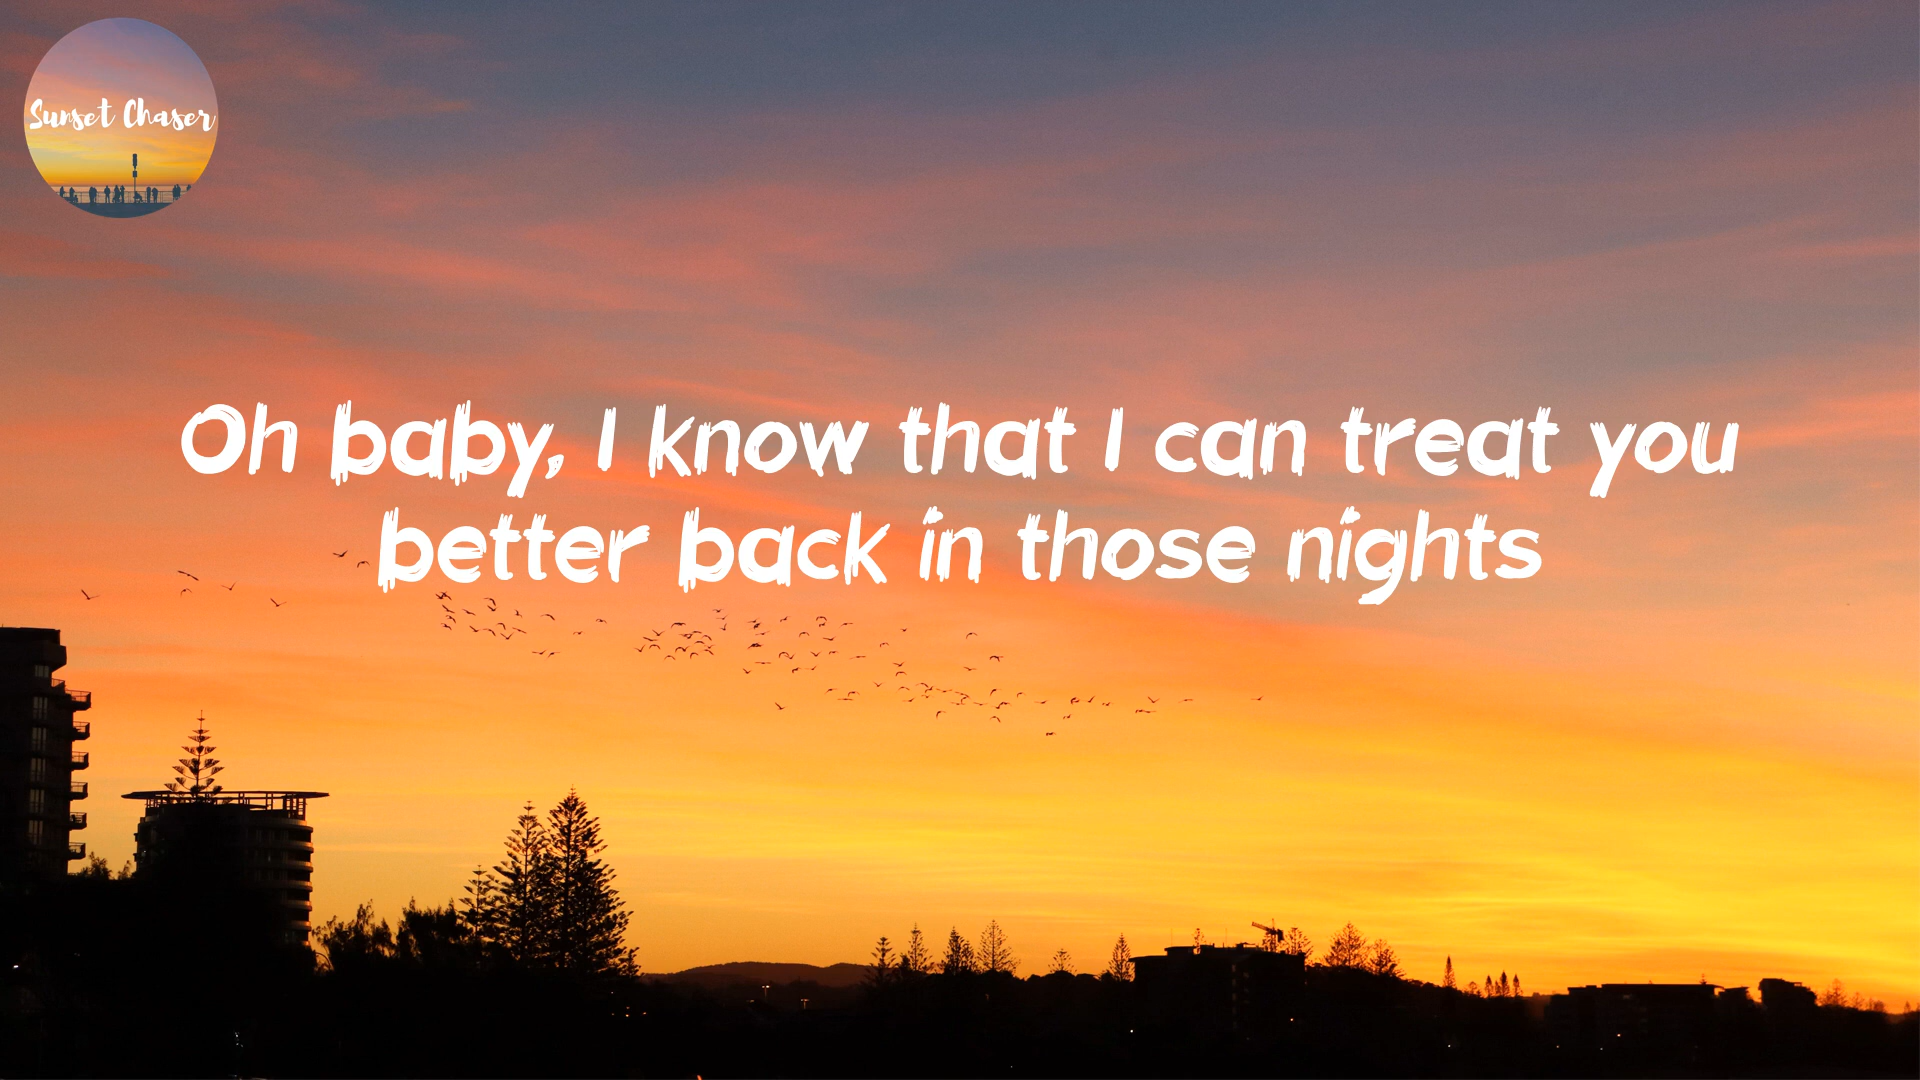 Sunset Chaser
Oh baby, I know that I can treat you
better back in those nights